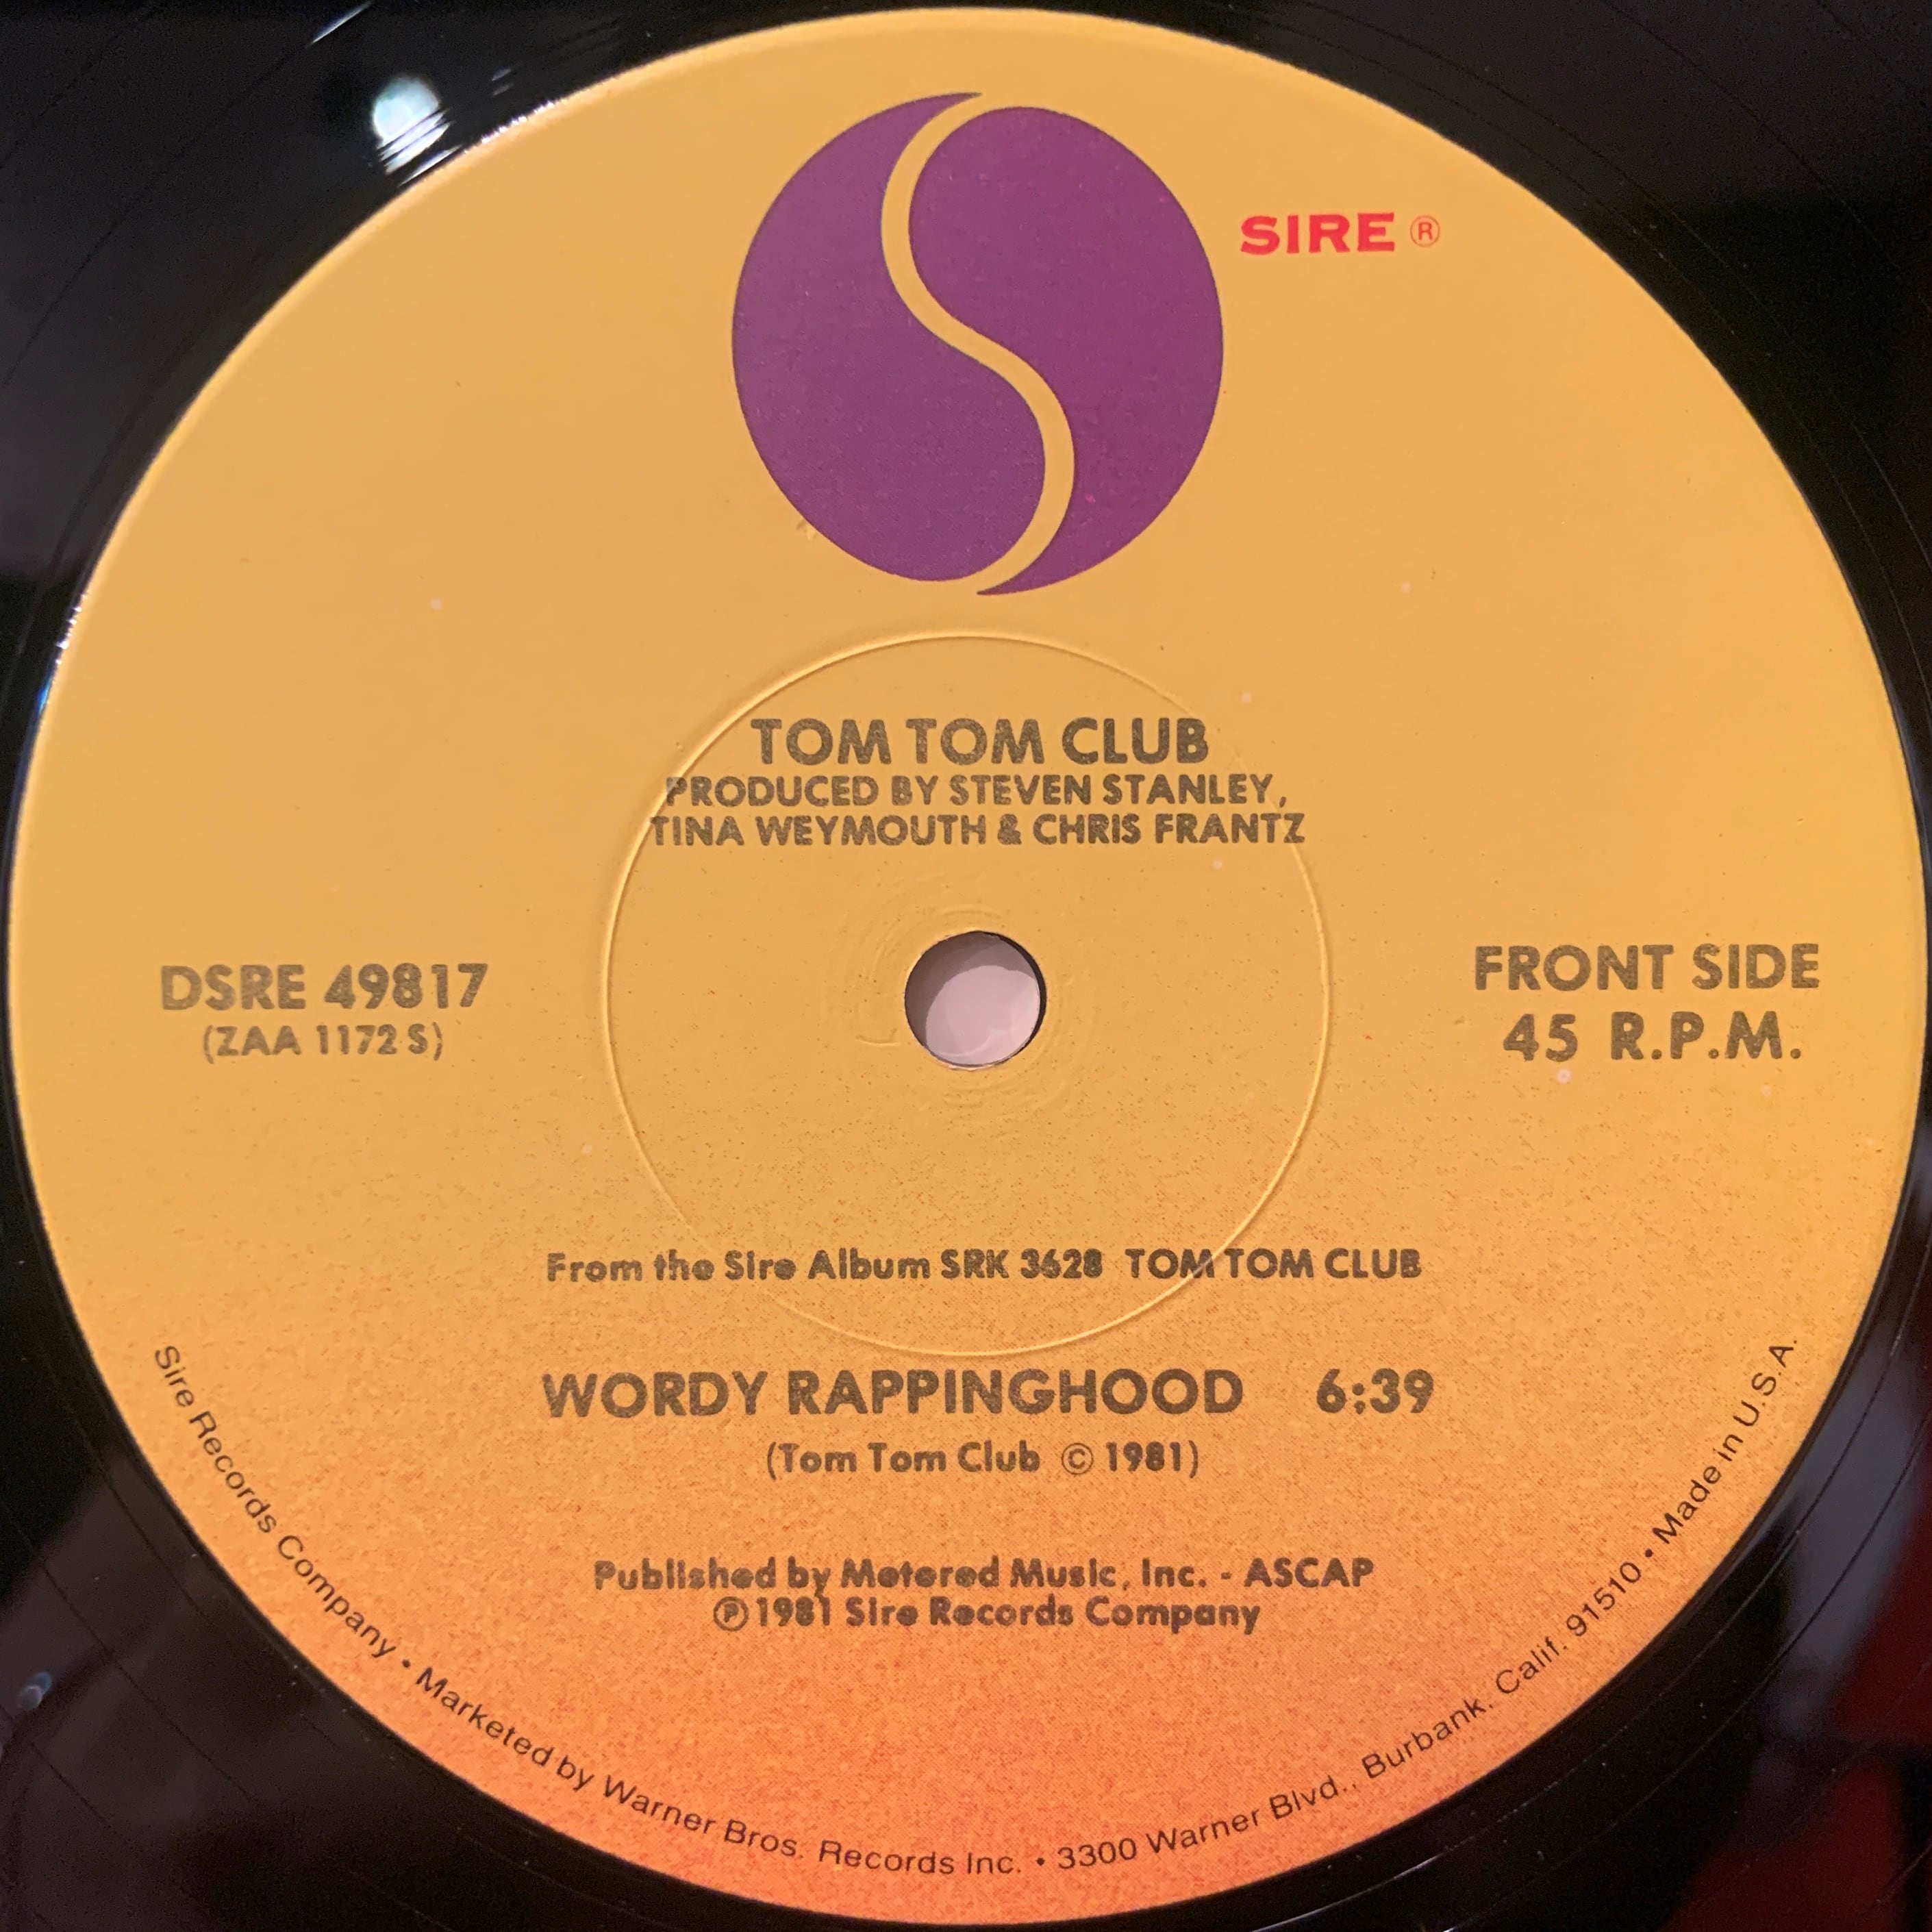 SIRE ®
TOM TOM CLUB
PRODUCED BY STEVEN STANLEY,
TINA WEYMOUTH & CHRIS FRANTZ
DSRE 49817
(ZAA 1172 S)
FRONT SIDE
45 R.P.M.
From the Sire Album SRK 3628 TOM TOM CLUB
WORDY RAPPINGHOOD 6:39
(Tom Tom Club © 1981)
Published by Metered Music, Inc. - ASCAP
℗ 1981 Sire Records Company
Sire Records Company • Marketed by Warner Bros. Records Inc. • 3300 Warner Blvd., Burbank, Calif. 91510 • Made in U.S.A.